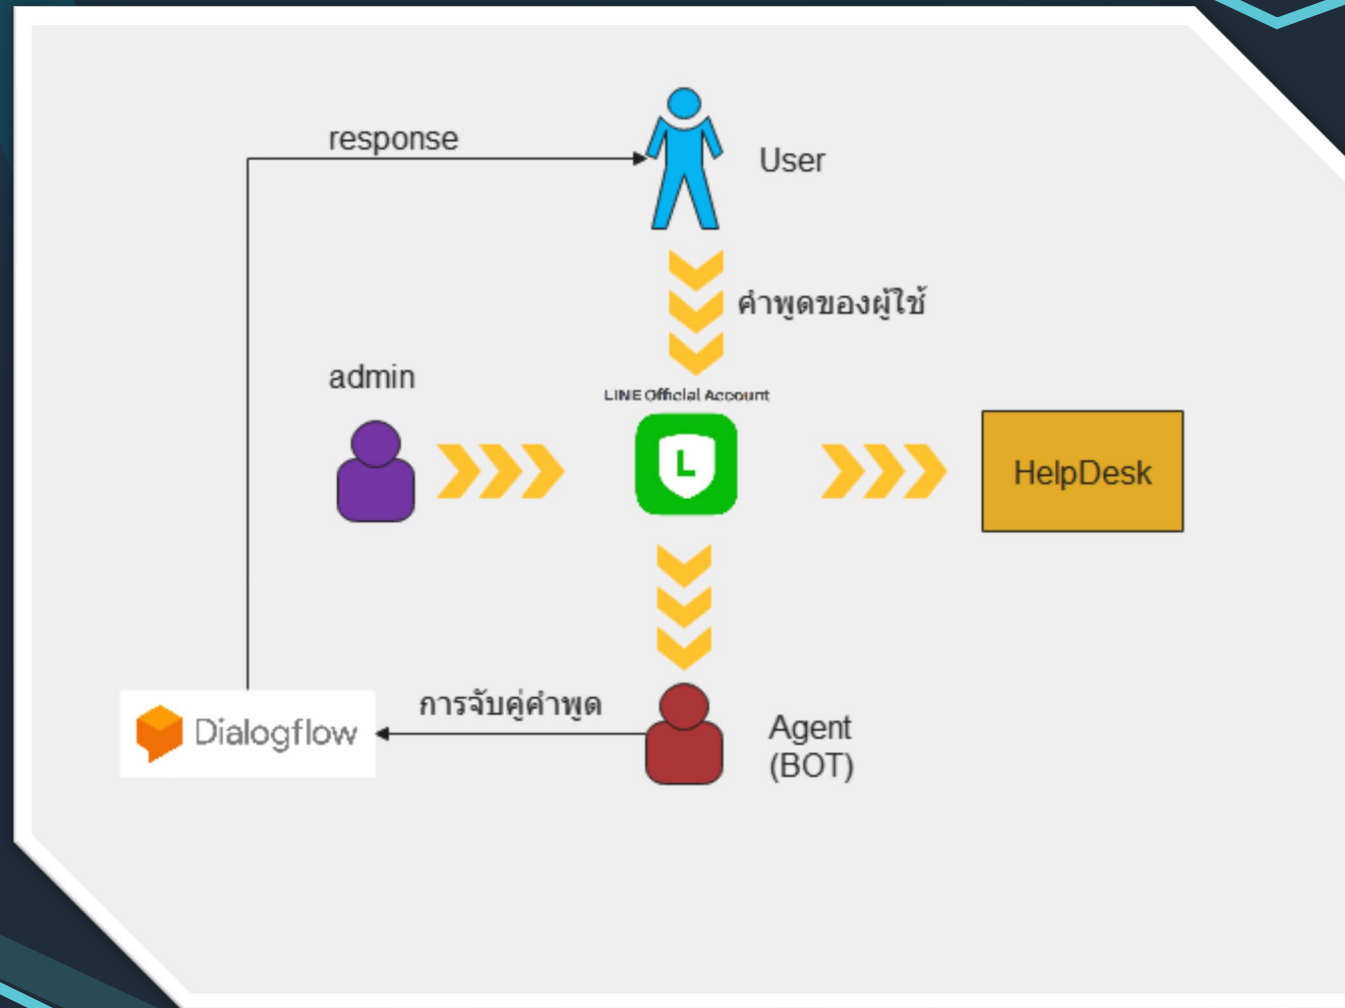 response
User
คำพูดของผู้ใช้
admin
LINE Official Account
L
HelpDesk
การจับคู่คำพูด
Dialogflow
Agent
(BOT)